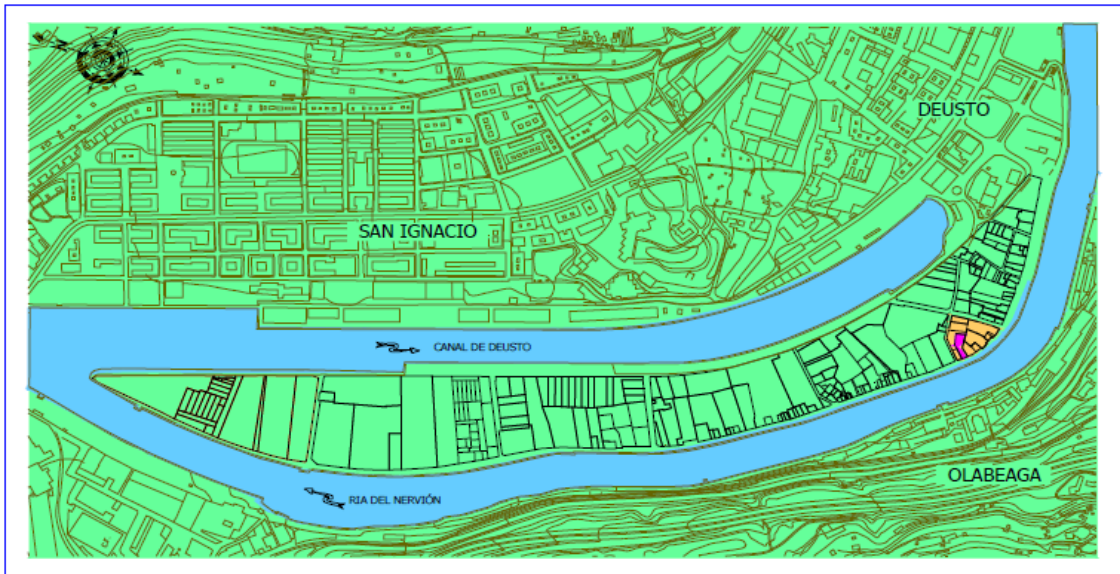 N
DEUSTO
SAN IGNACIO
CANAL DE DEUSTO
OLABEAGA
RIA DEL NERVIÓN